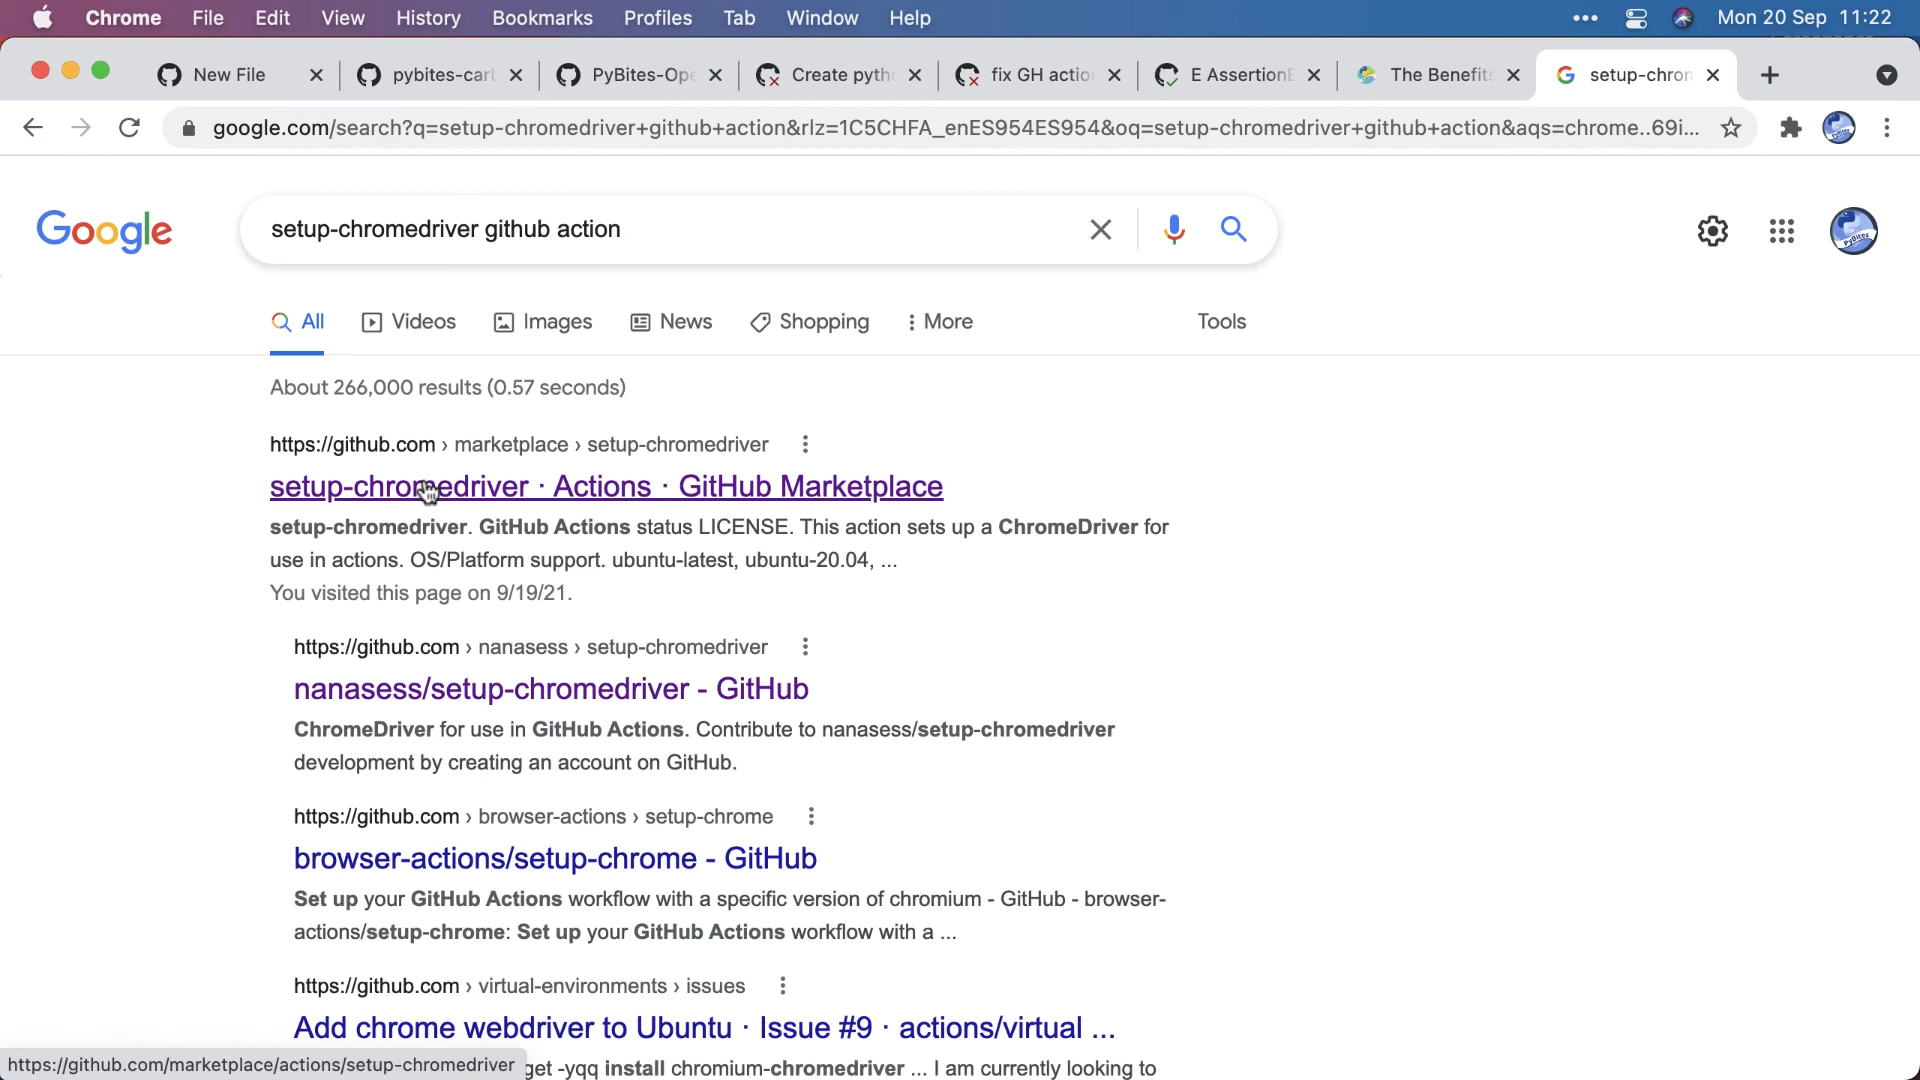 Chrome File Edit View History Bookmarks Profiles Tab Window Help ••• Mon 20 Sep 11:22
New File pybites-car PyBites-Ope Create pyth fix GH actio E Assertion The Benefits setup-chron
google.com/search?q=setup-chromedriver+github+action&rlz=1C5CHFA_enES954ES954&oq=setup-chromedriver+github+action&aqs=chrome..69i...
Google setup-chromedriver github action PyBites
All Videos Images News Shopping More Tools
About 266,000 results (0.57 seconds)
https://github.com › marketplace › setup-chromedriver
setup-chromedriver · Actions · GitHub Marketplace
setup-chromedriver. GitHub Actions status LICENSE. This action sets up a ChromeDriver for
use in actions. OS/Platform support. ubuntu-latest, ubuntu-20.04, ...
You visited this page on 9/19/21.
https://github.com › nanasess › setup-chromedriver
nanasess/setup-chromedriver - GitHub
ChromeDriver for use in GitHub Actions. Contribute to nanasess/setup-chromedriver
development by creating an account on GitHub.
https://github.com › browser-actions › setup-chrome
browser-actions/setup-chrome - GitHub
Set up your GitHub Actions workflow with a specific version of chromium - GitHub - browser-
actions/setup-chrome: Set up your GitHub Actions workflow with a ...
https://github.com › virtual-environments › issues
Add chrome webdriver to Ubuntu · Issue #9 · actions/virtual ...
https://github.com/marketplace/actions/setup-chromedriver get -yqq install chromium-chromedriver ... I am currently looking to